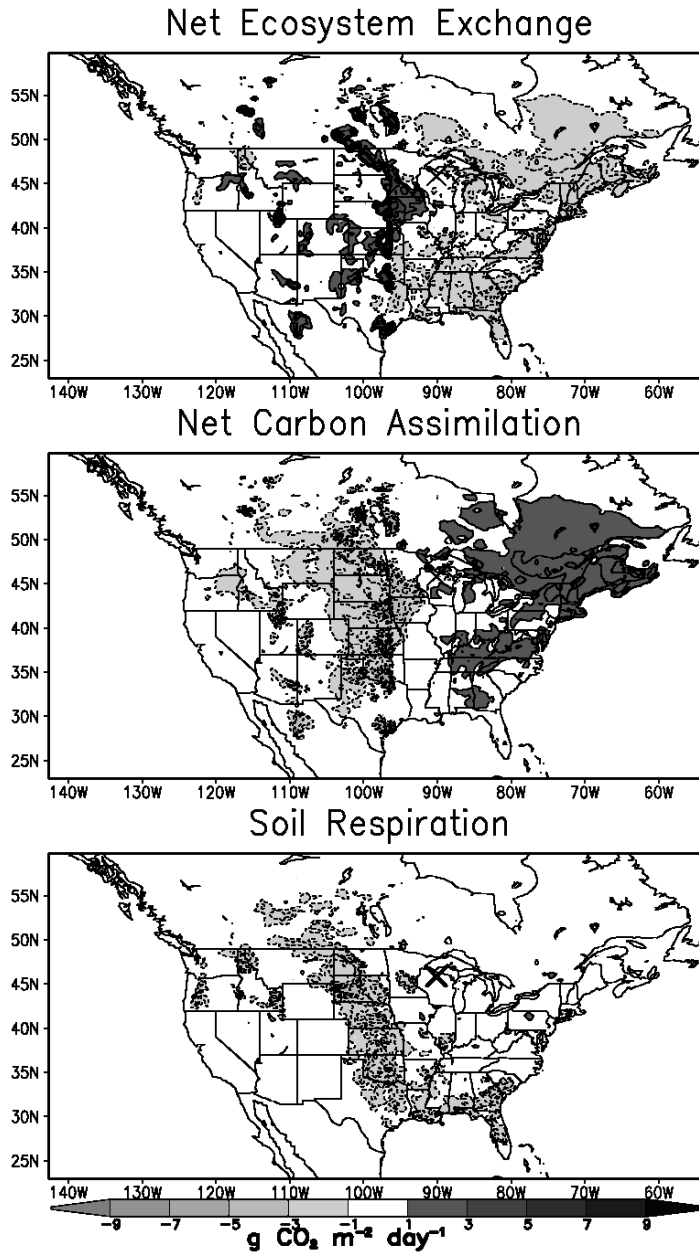 Net Ecosystem Exchange
55N
50N
45N
40N
35N
30N
25N
140W 130W 120W 110W 100W 90W 80W 70W 60W
Net Carbon Assimilation
55N
50N
45N
40N
35N
30N
25N
140W 130W 120W 110W 100W 90W 80W 70W 60W
Soil Respiration
55N
50N
45N
40N
35N
30N
25N
140W 130W 120W 110W 100W 90W 80W 70W 60W
-9 -7 -5 -3 -1 1 3 5 7 9
g CO₂ m⁻² day⁻¹